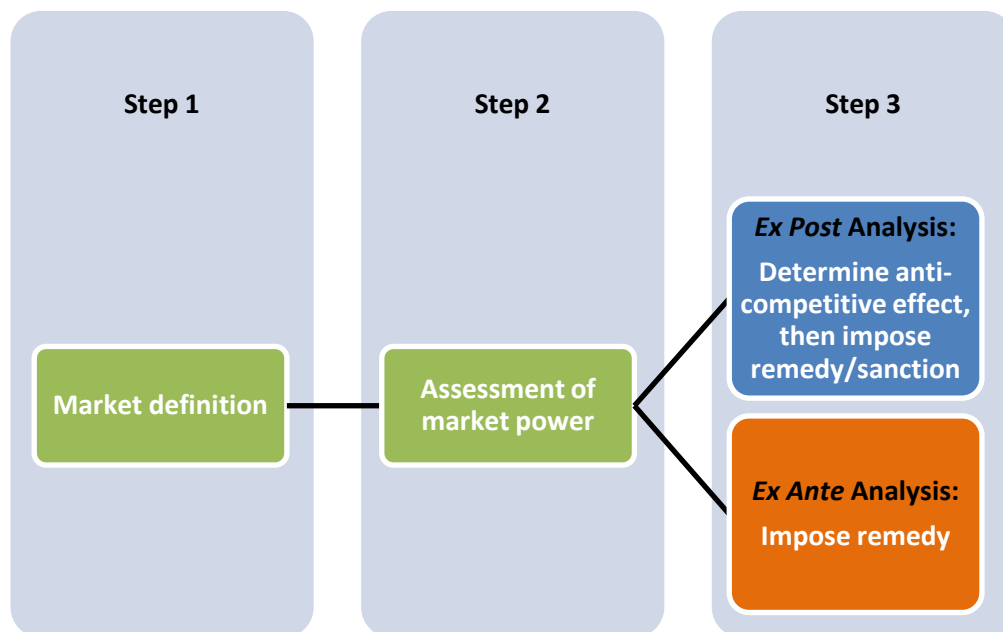 Step 1
Step 2
Step 3
Market definition
Assessment of
market power
Ex Post Analysis:
Determine anti-
competitive effect,
then impose
remedy/sanction
Ex Ante Analysis:
Impose remedy